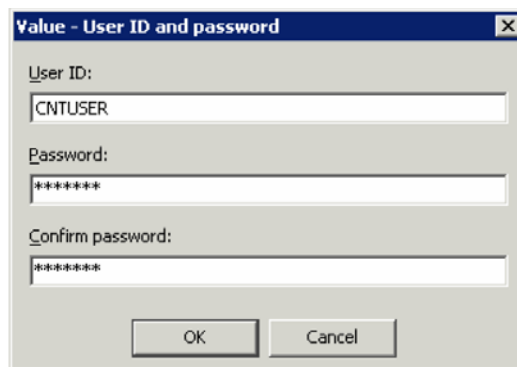 Value - User ID and password
User ID:
CNTUSER
Password:
*******
Confirm password:
*******
OK Cancel